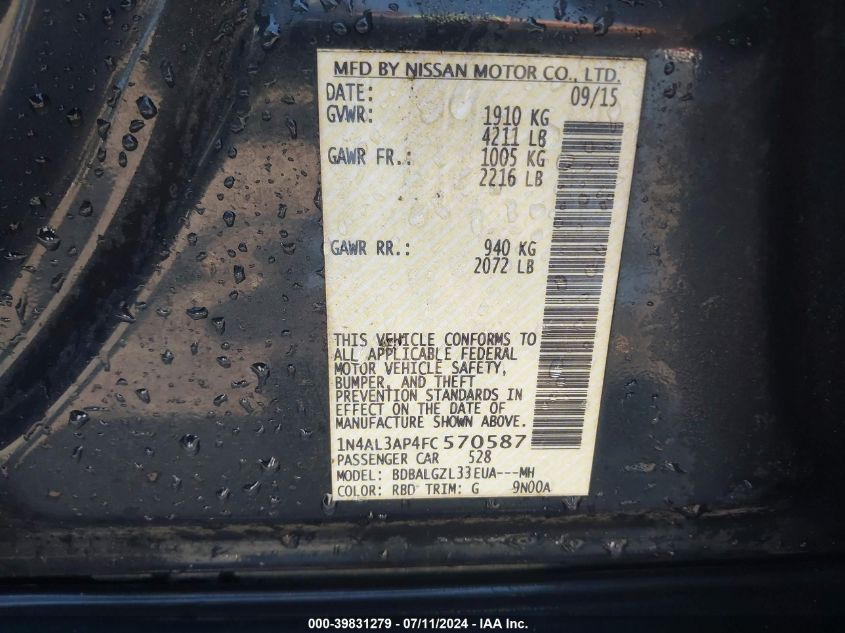 MFD BY NISSAN MOTOR CO., LTD.
DATE: 09/15
GVWR: 1910 KG
4211 LB
GAWR FR.: 1005 KG
2216 LB
GAWR RR.: 940 KG
2072 LB
THIS VEHICLE CONFORMS TO
ALL APPLICABLE FEDERAL
MOTOR VEHICLE SAFETY,
BUMPER, AND THEFT
PREVENTION STANDARDS IN
EFFECT ON THE DATE OF
MANUFACTURE SHOWN ABOVE.
1N4AL3AP4FC570587
PASSENGER CAR 528
MODEL: BDBALGZL33EUA---MH
COLOR: RBD TRIM: G 9N00A
000-39831279 - 07/11/2024 - IAA Inc.